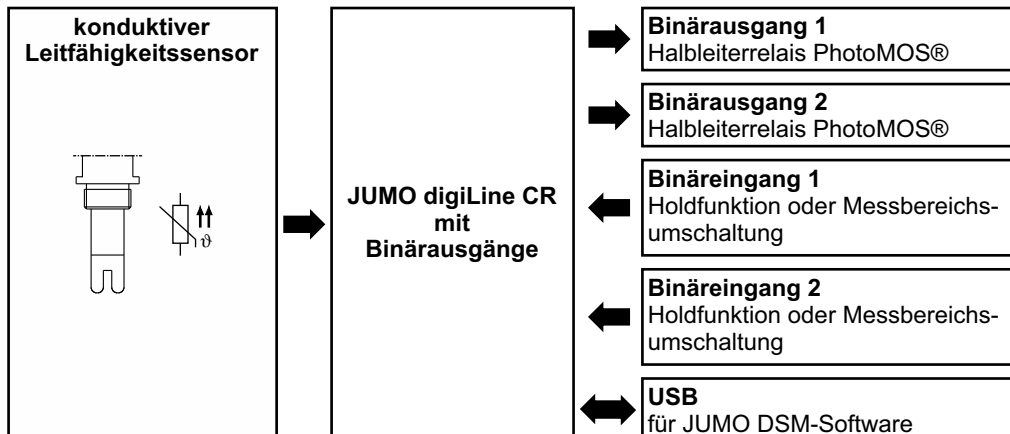 konduktiver
Leitfähigkeitssensor
ϑ
JUMO digiLine CR
mit
Binärausgänge
Binärausgang 1
Halbleiterrelais PhotoMOS®
Binärausgang 2
Halbleiterrelais PhotoMOS®
Binäreingang 1
Holdfunktion oder Messbereichs-
umschaltung
Binäreingang 2
Holdfunktion oder Messbereichs-
umschaltung
USB
für JUMO DSM-Software